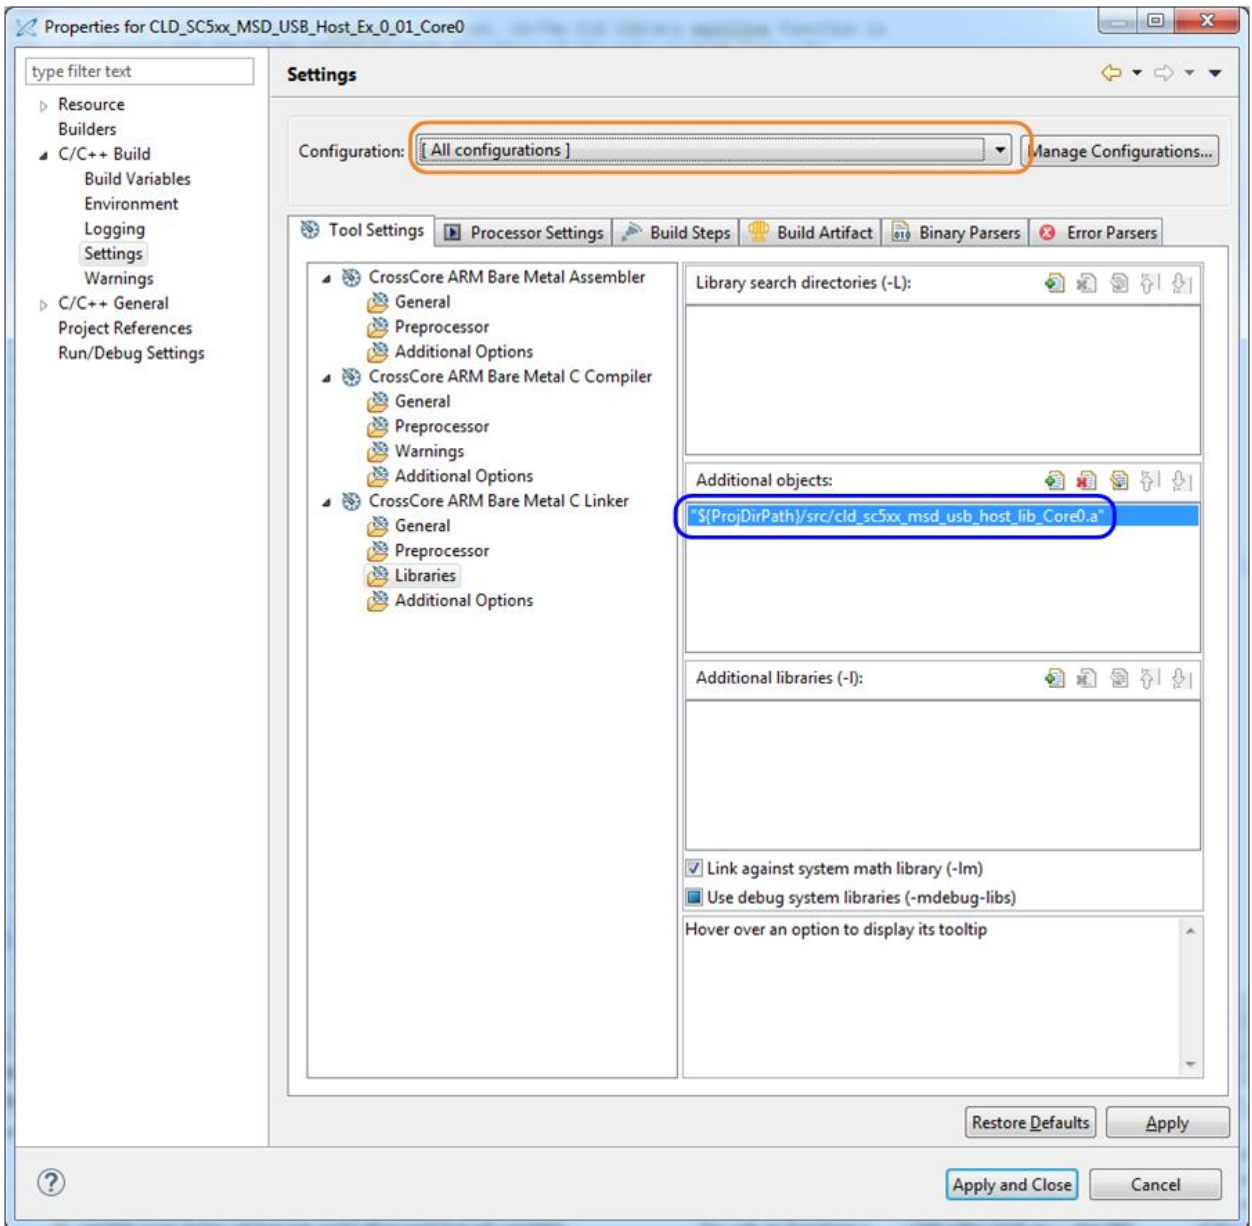 Properties for CLD_SC5xx_MSD_USB_Host_Ex_0_01_Core0
type filter text
Resource
Builders
C/C++ Build
Build Variables
Environment
Logging
Settings
Warnings
C/C++ General
Project References
Run/Debug Settings
Settings
Configuration: [ All configurations ] Manage Configurations...
Tool Settings Processor Settings Build Steps Build Artifact Binary Parsers Error Parsers
CrossCore ARM Bare Metal Assembler
General
Preprocessor
Additional Options
CrossCore ARM Bare Metal C Compiler
General
Preprocessor
Warnings
Additional Options
CrossCore ARM Bare Metal C Linker
General
Preprocessor
Libraries
Additional Options
Library search directories (-L):
Additional objects:
"${ProjDirPath}/src/cld_sc5xx_msd_usb_host_lib_Core0.a"
Additional libraries (-l):
Link against system math library (-lm)
Use debug system libraries (-mdebug-libs)
Hover over an option to display its tooltip
Restore Defaults Apply
Apply and Close Cancel